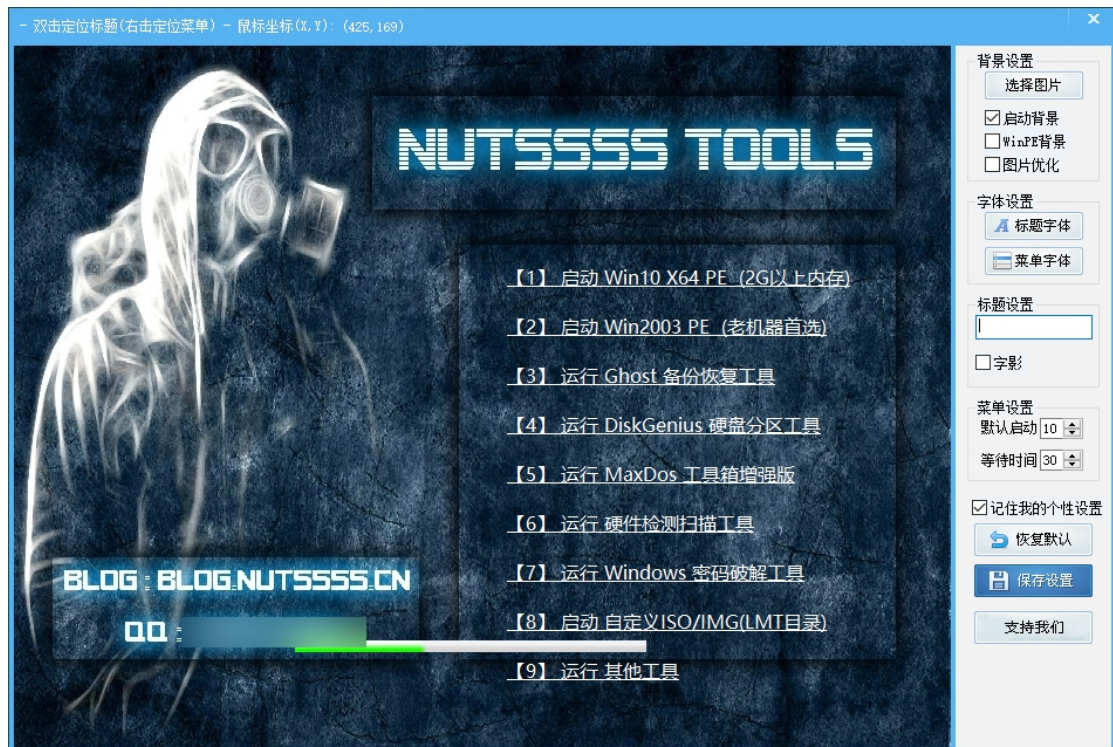 - 双击定位标题(右击定位菜单) - 鼠标坐标(X,Y): (425,169)
NUTSSSS TOOLS
【1】 启动 Win10 X64 PE (2G以上内存)
【2】 启动 Win2003 PE (老机器首选)
【3】 运行 Ghost 备份恢复工具
【4】 运行 DiskGenius 硬盘分区工具
【5】 运行 MaxDos 工具箱增强版
【6】 运行 硬件检测扫描工具
【7】 运行 Windows 密码破解工具
【8】 启动 自定义ISO/IMG(LMT目录)
【9】 运行 其他工具
BLOG : BLOG.NUTSSSS.CN
QQ :
背景设置
选择图片
启动背景
WinPE背景
图片优化
字体设置
标题字体
菜单字体
标题设置
字影
菜单设置
默认启动 10
等待时间 30
记住我的个性设置
恢复默认
保存设置
支持我们